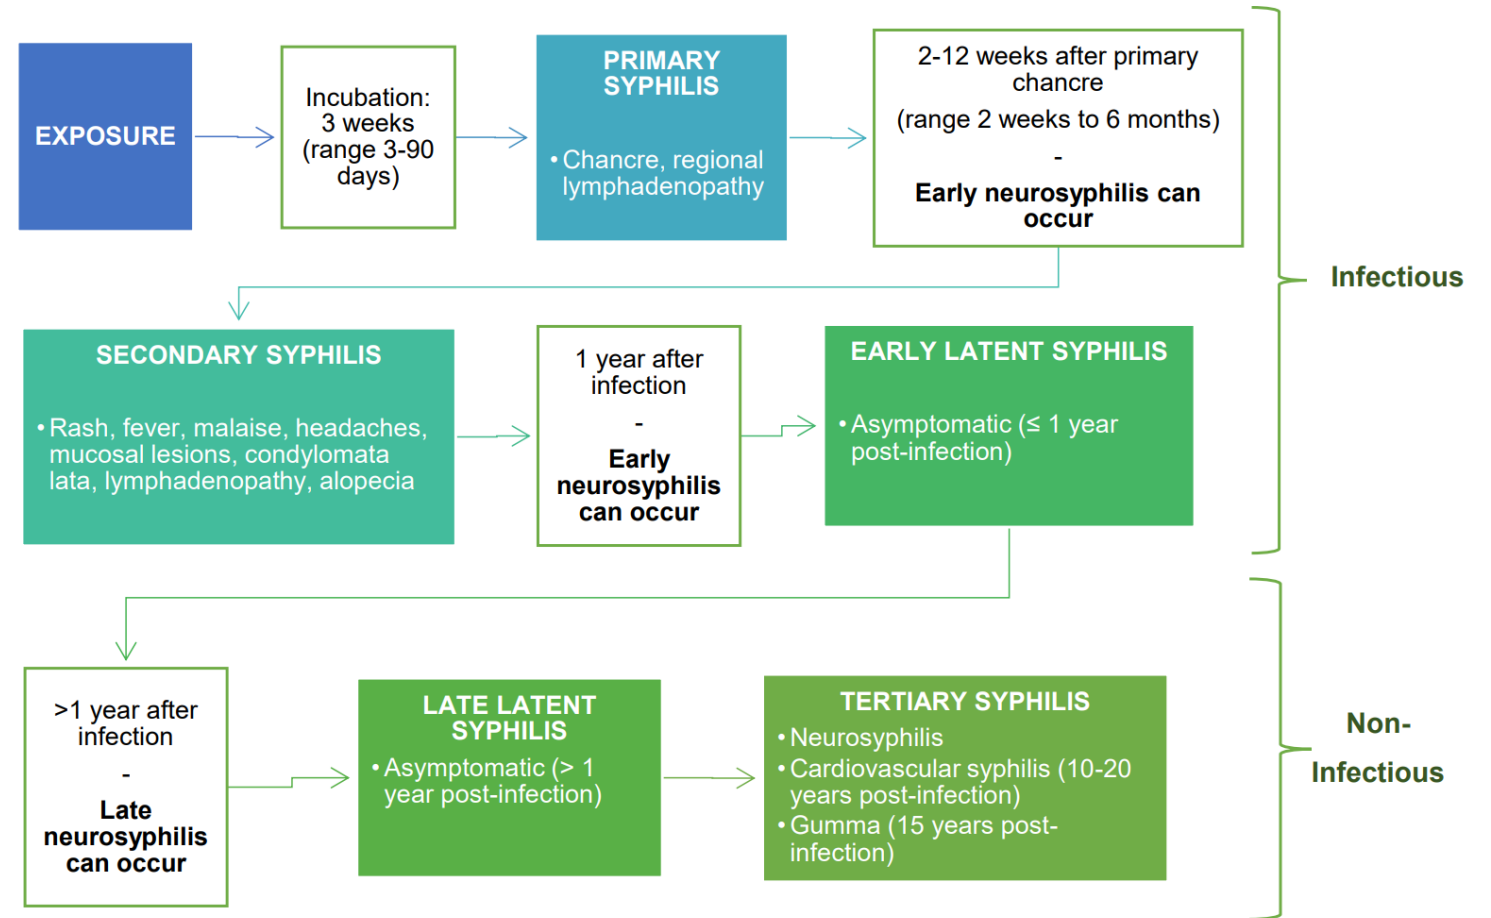 EXPOSURE
Incubation:
3 weeks
(range 3-90
days)
PRIMARY
SYPHILIS
• Chancre, regional
lymphadenopathy
2-12 weeks after primary
chancre
(range 2 weeks to 6 months)
-
Early neurosyphilis can
occur
Infectious
SECONDARY SYPHILIS
• Rash, fever, malaise, headaches,
mucosal lesions, condylomata
lata, lymphadenopathy, alopecia
1 year after
infection
-
Early
neurosyphilis
can occur
EARLY LATENT SYPHILIS
• Asymptomatic (≤ 1 year
post-infection)
>1 year after
infection
-
Late
neurosyphilis
can occur
LATE LATENT
SYPHILIS
• Asymptomatic (> 1
year post-infection)
TERTIARY SYPHILIS
• Neurosyphilis
• Cardiovascular syphilis (10-20
years post-infection)
• Gumma (15 years post-
infection)
Non-
Infectious